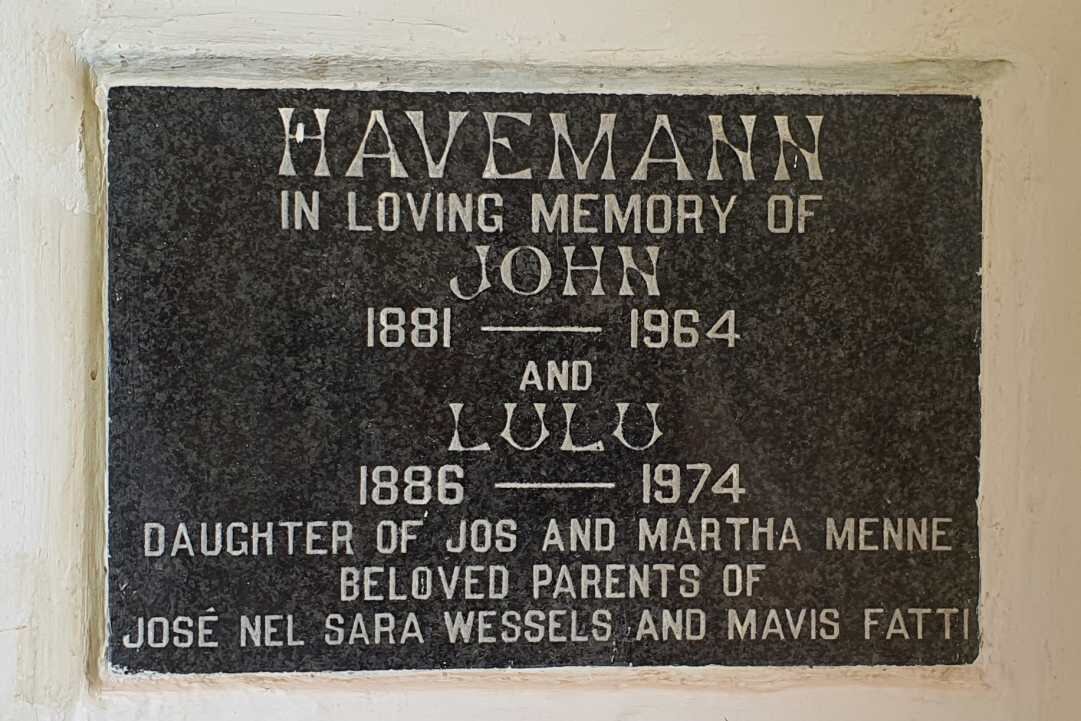 HAVEMANN
IN LOVING MEMORY OF
JOHN
1881 — 1964
AND
LULU
1886 — 1974
DAUGHTER OF JOS AND MARTHA MENNE
BELOVED PARENTS OF
JOSÉ NEL SARA WESSELS AND MAVIS FATTI